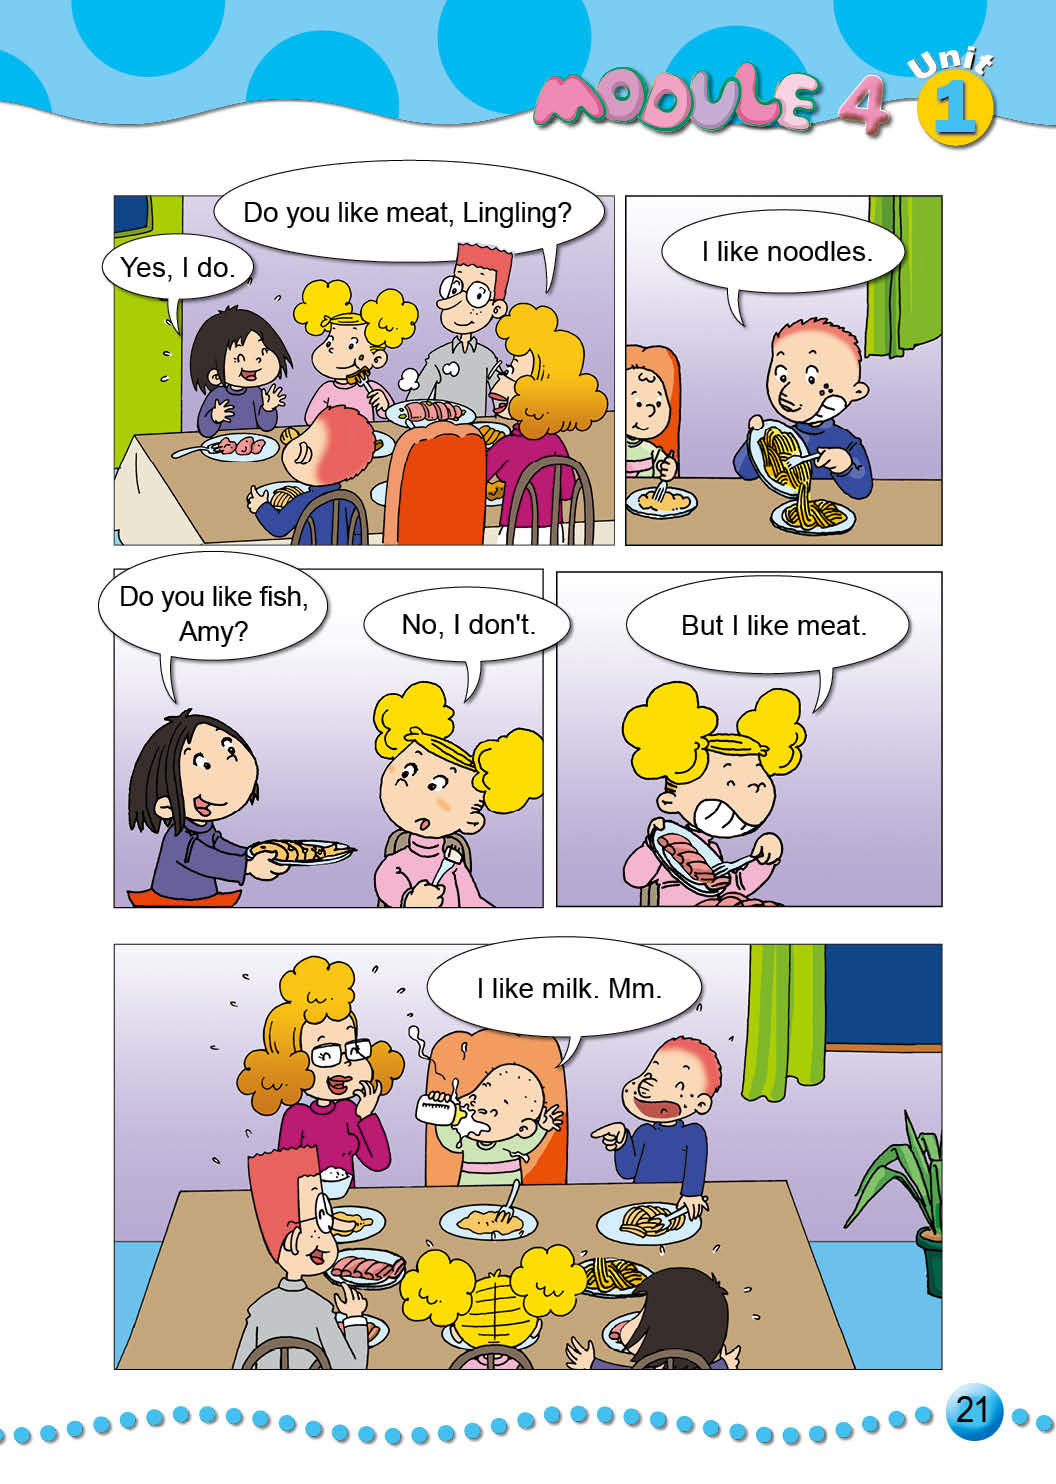 MODULE 4
Unit
1
Do you like meat, Lingling?
Yes, I do.
I like noodles.
Do you like fish,
Amy?
No, I don't.
But I like meat.
I like milk. Mm.
21